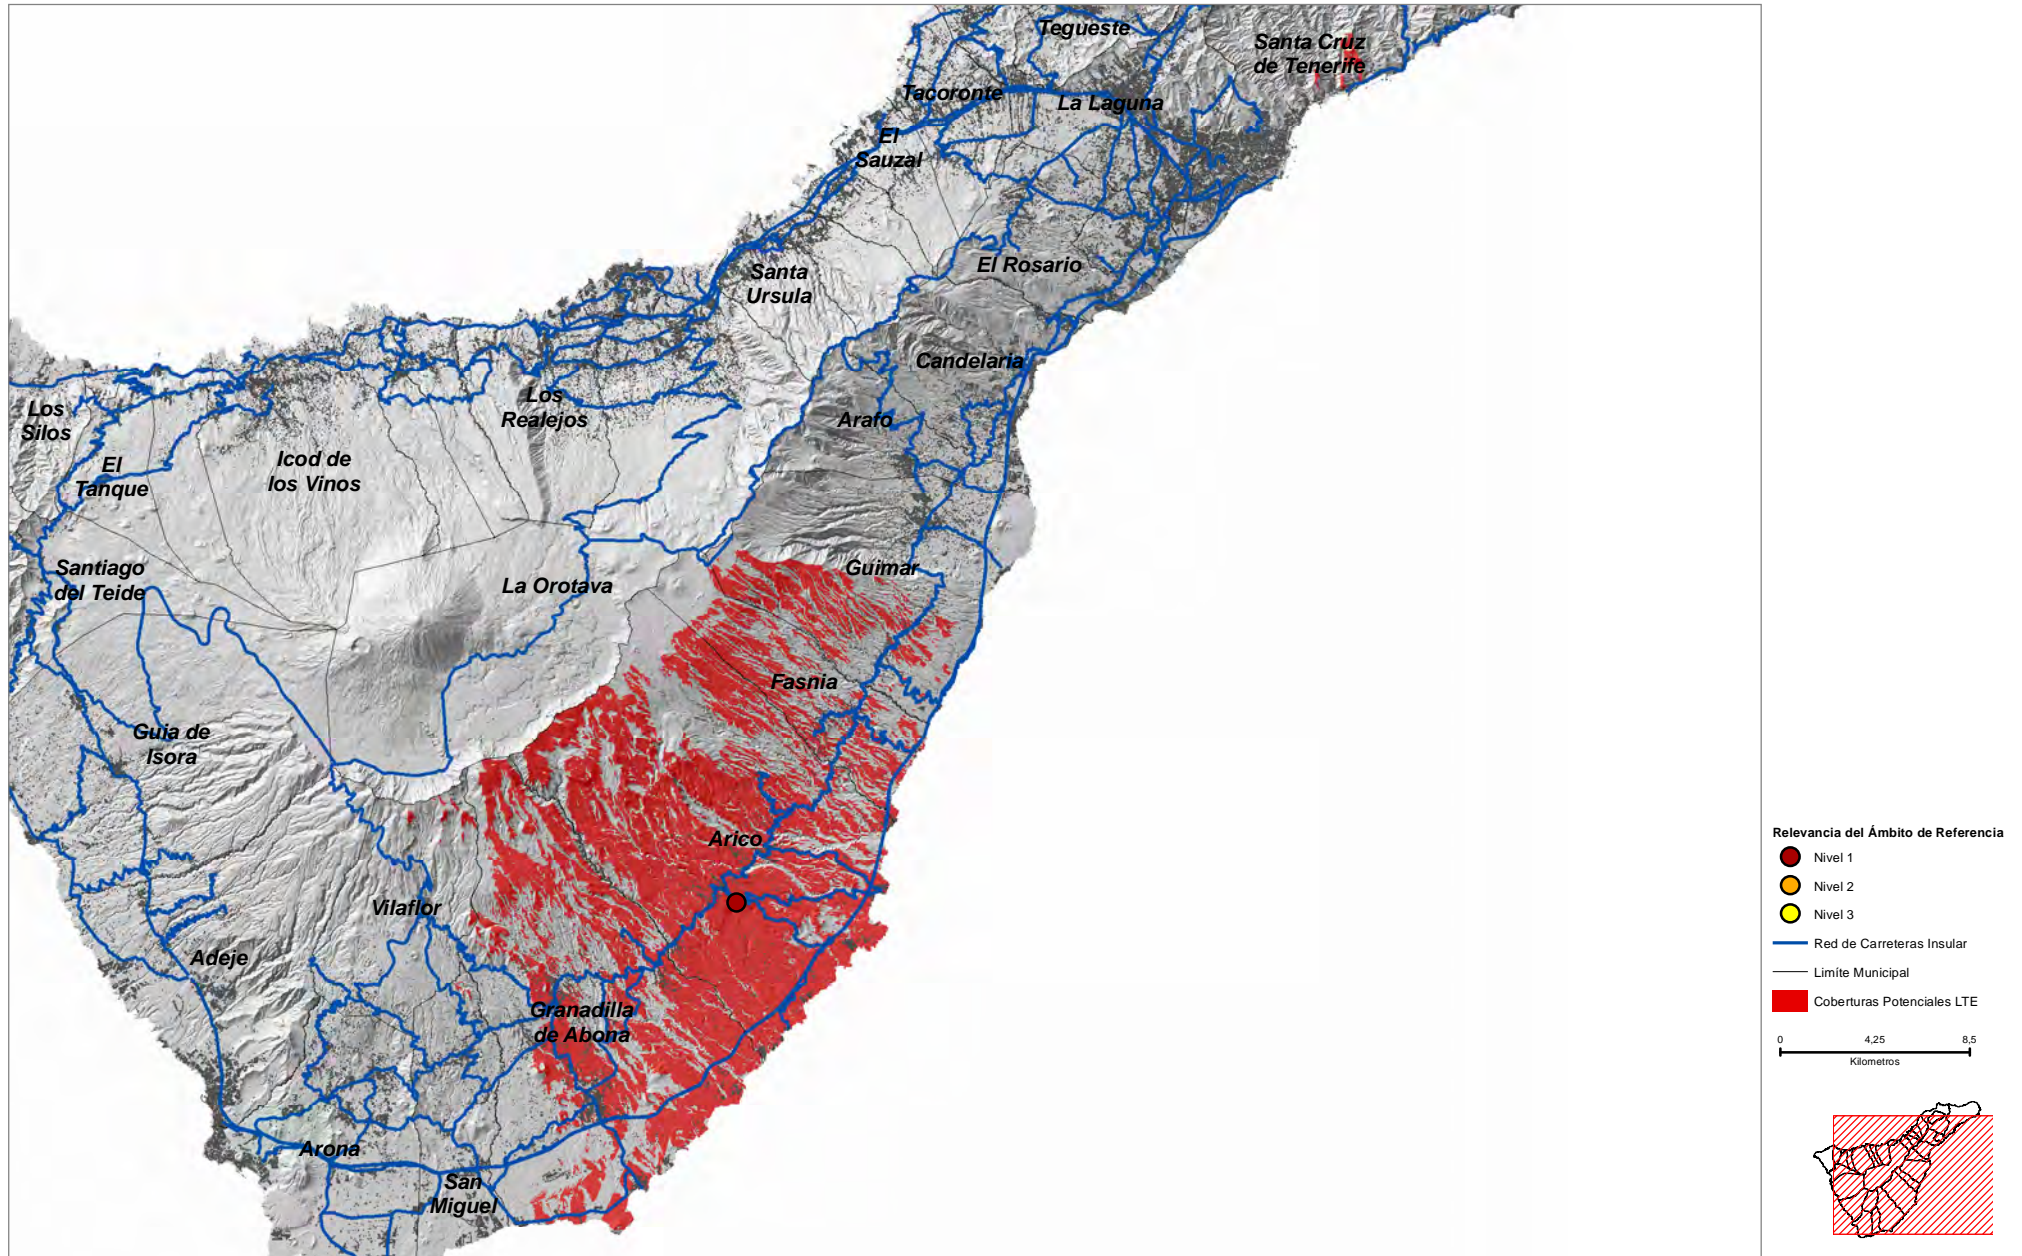 Tegueste
Santa Cruz
de Tenerife
Tacoronte
La Laguna
El
Sauzal
El Rosario
Santa
Ursula
Candelaria
Los
Silos
Los
Realejos
Arafo
El
Tanque
Icod de
los Vinos
Santiago
del Teide
La Orotava
Guimar
Fasnia
Guia de
Isora
Arico
Vilaflor
Adeje
Granadilla
de Abona
Arona
San
Miguel
Relevancia del Ámbito de Referencia
Nivel 1
Nivel 2
Nivel 3
Red de Carreteras Insular
Limíte Municipal
Coberturas Potenciales LTE
0 4,25 8,5
Kilometros